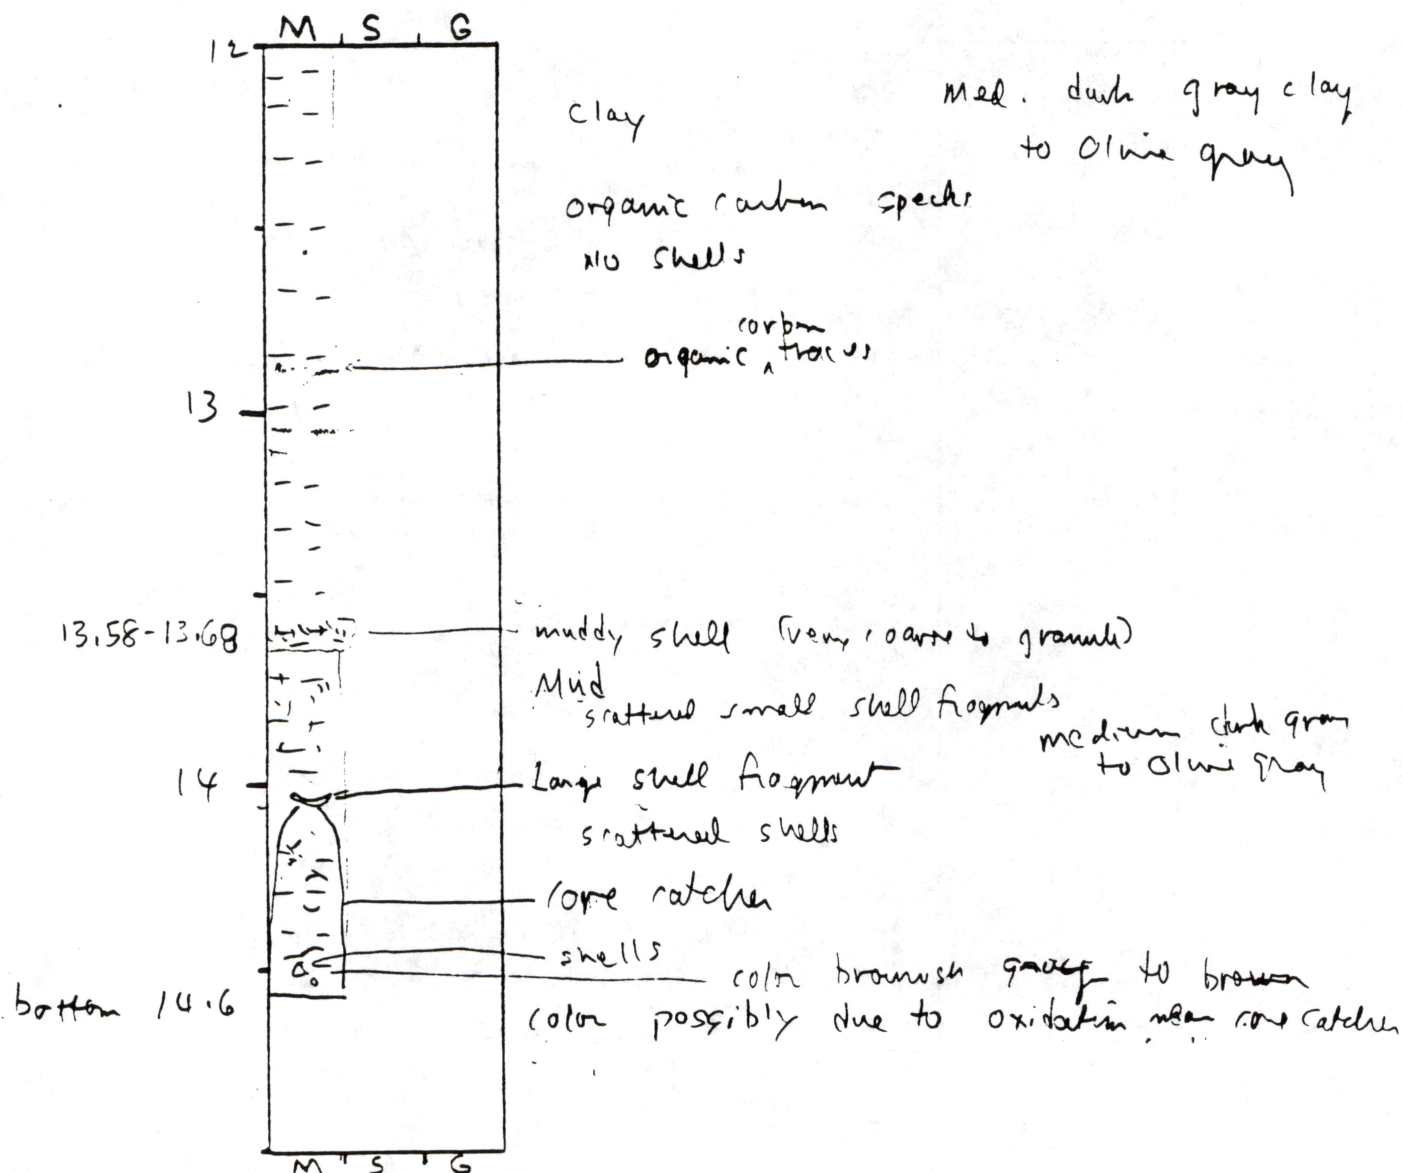 M S G
12
clay
med. dark gray clay
to Olive gray
organic carbon specks
No shells
carbon
organic ^ traces
13
13.58-13.68
muddy shell (very coarse to granule)
Mud
scattered small shell fragments
medium dark gray
to Olive gray
14
Large shell fragment
scattered shells
core catcher
shells
color brownish gray to brown
bottom 14.6
color possibly due to oxidation near core catcher
M S G